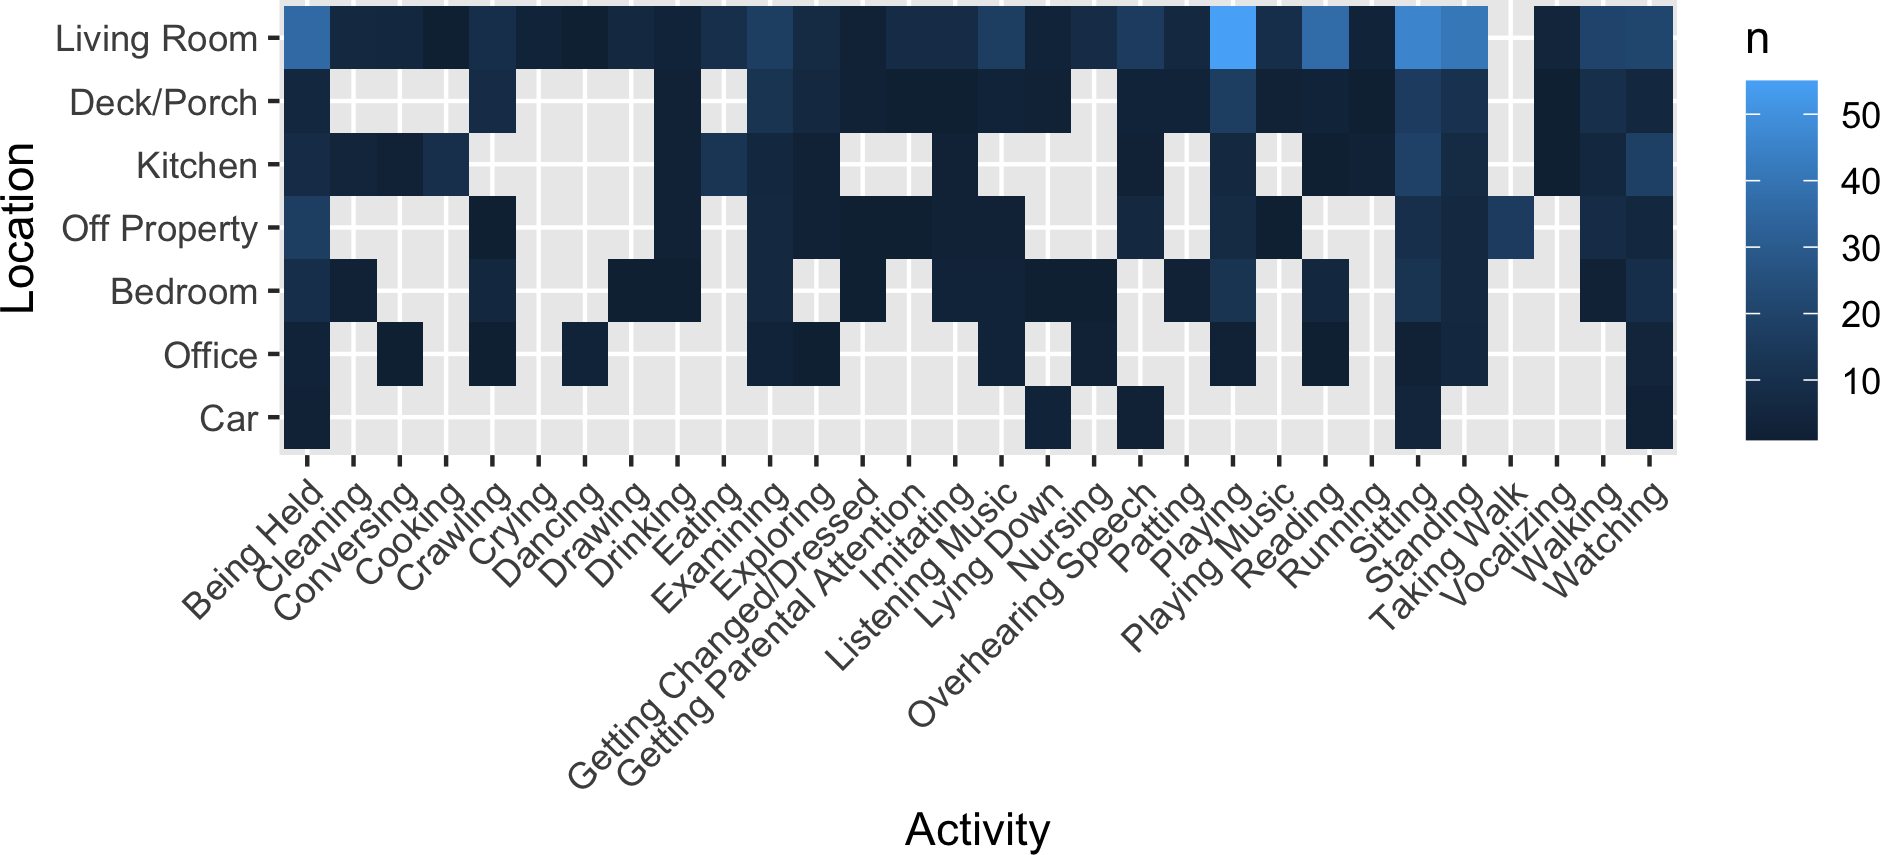 Location
Living Room
Deck/Porch
Kitchen
Off Property
Bedroom
Office
Car
Being Held
Cleaning
Conversing
Cooking
Crawling
Crying
Dancing
Drawing
Drinking
Eating
Examining
Exploring
Getting Changed/Dressed
Getting Parental Attention
Imitating
Listening Music
Lying Down
Nursing
Overhearing Speech
Patting
Playing
Playing Music
Reading
Running
Sitting
Standing
Taking Walk
Vocalizing
Walking
Watching
Activity
n
50
40
30
20
10